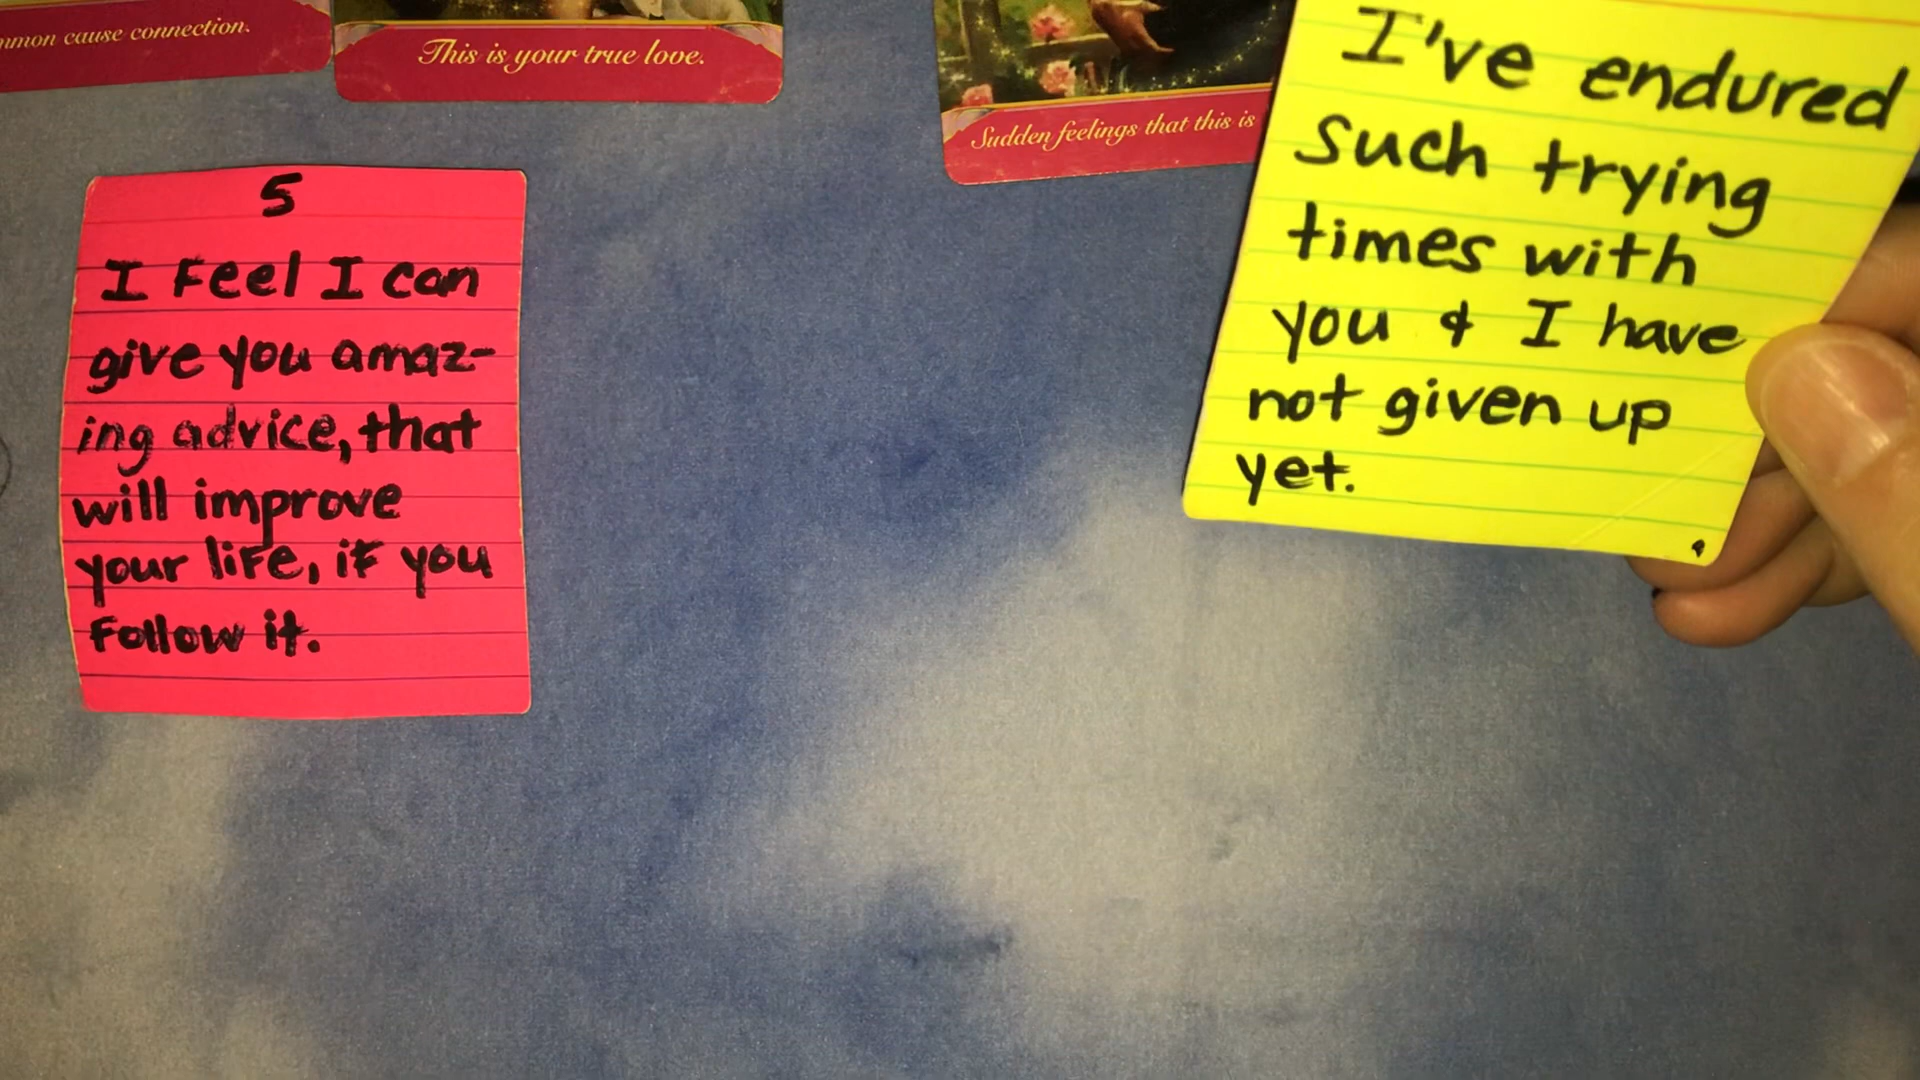 cause connection.
This is your true love.
Sudden feelings that this is
5
I Feel I can
give you amaz-
ing advice, that
will improve
your life, if you
Follow it.
I've endured
such trying
times with
you & I have
not given up
yet.